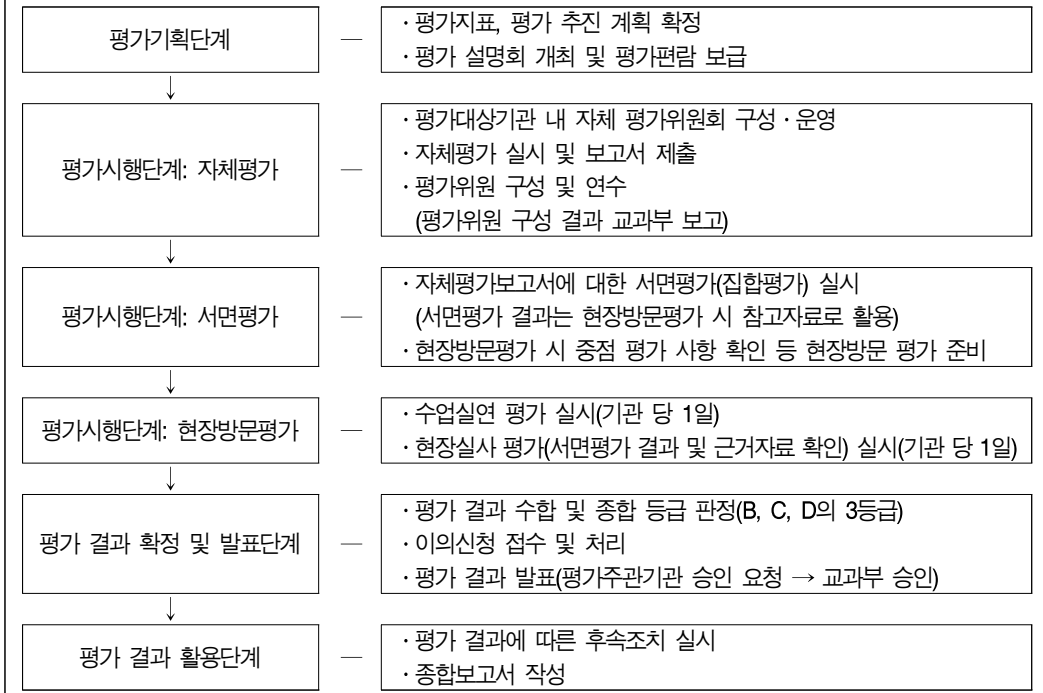 평가기획단계
—
· 평가지표, 평가 추진 계획 확정
· 평가 설명회 개최 및 평가편람 보급
↓
평가시행단계: 자체평가
—
· 평가대상기관 내 자체 평가위원회 구성 · 운영
· 자체평가 실시 및 보고서 제출
· 평가위원 구성 및 연수
(평가위원 구성 결과 교과부 보고)
↓
평가시행단계: 서면평가
—
· 자체평가보고서에 대한 서면평가(집합평가) 실시
(서면평가 결과는 현장방문평가 시 참고자료로 활용)
· 현장방문평가 시 중점 평가 사항 확인 등 현장방문 평가 준비
↓
평가시행단계: 현장방문평가
—
· 수업실연 평가 실시(기관 당 1일)
· 현장실사 평가(서면평가 결과 및 근거자료 확인) 실시(기관 당 1일)
↓
평가 결과 확정 및 발표단계
—
· 평가 결과 수합 및 종합 등급 판정(B, C, D의 3등급)
· 이의신청 접수 및 처리
· 평가 결과 발표(평가주관기관 승인 요청 → 교과부 승인)
↓
평가 결과 활용단계
—
· 평가 결과에 따른 후속조치 실시
· 종합보고서 작성